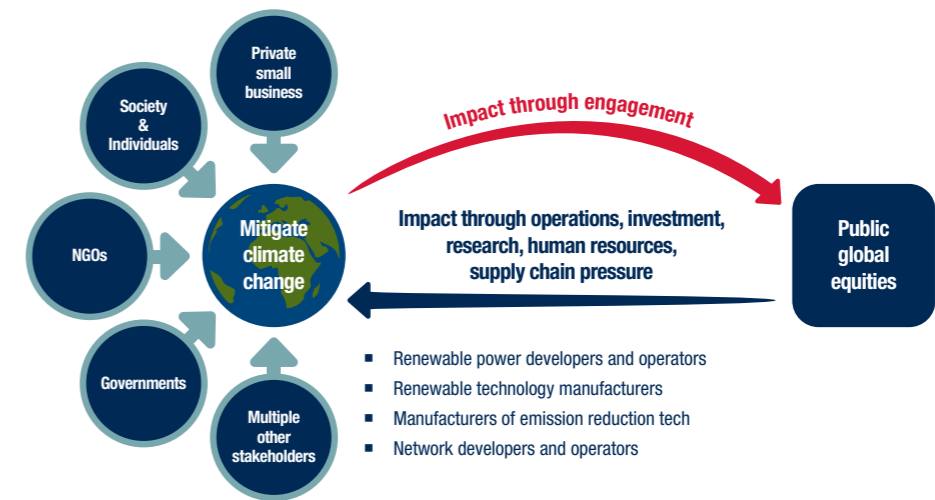 Private
small
business
Society
&
Individuals
NGOs
Governments
Multiple
other
stakeholders
Mitigate
climate
change
Impact through engagement
Impact through operations, investment,
research, human resources,
supply chain pressure
Public
global
equities
▪ Renewable power developers and operators
▪ Renewable technology manufacturers
▪ Manufacturers of emission reduction tech
▪ Network developers and operators